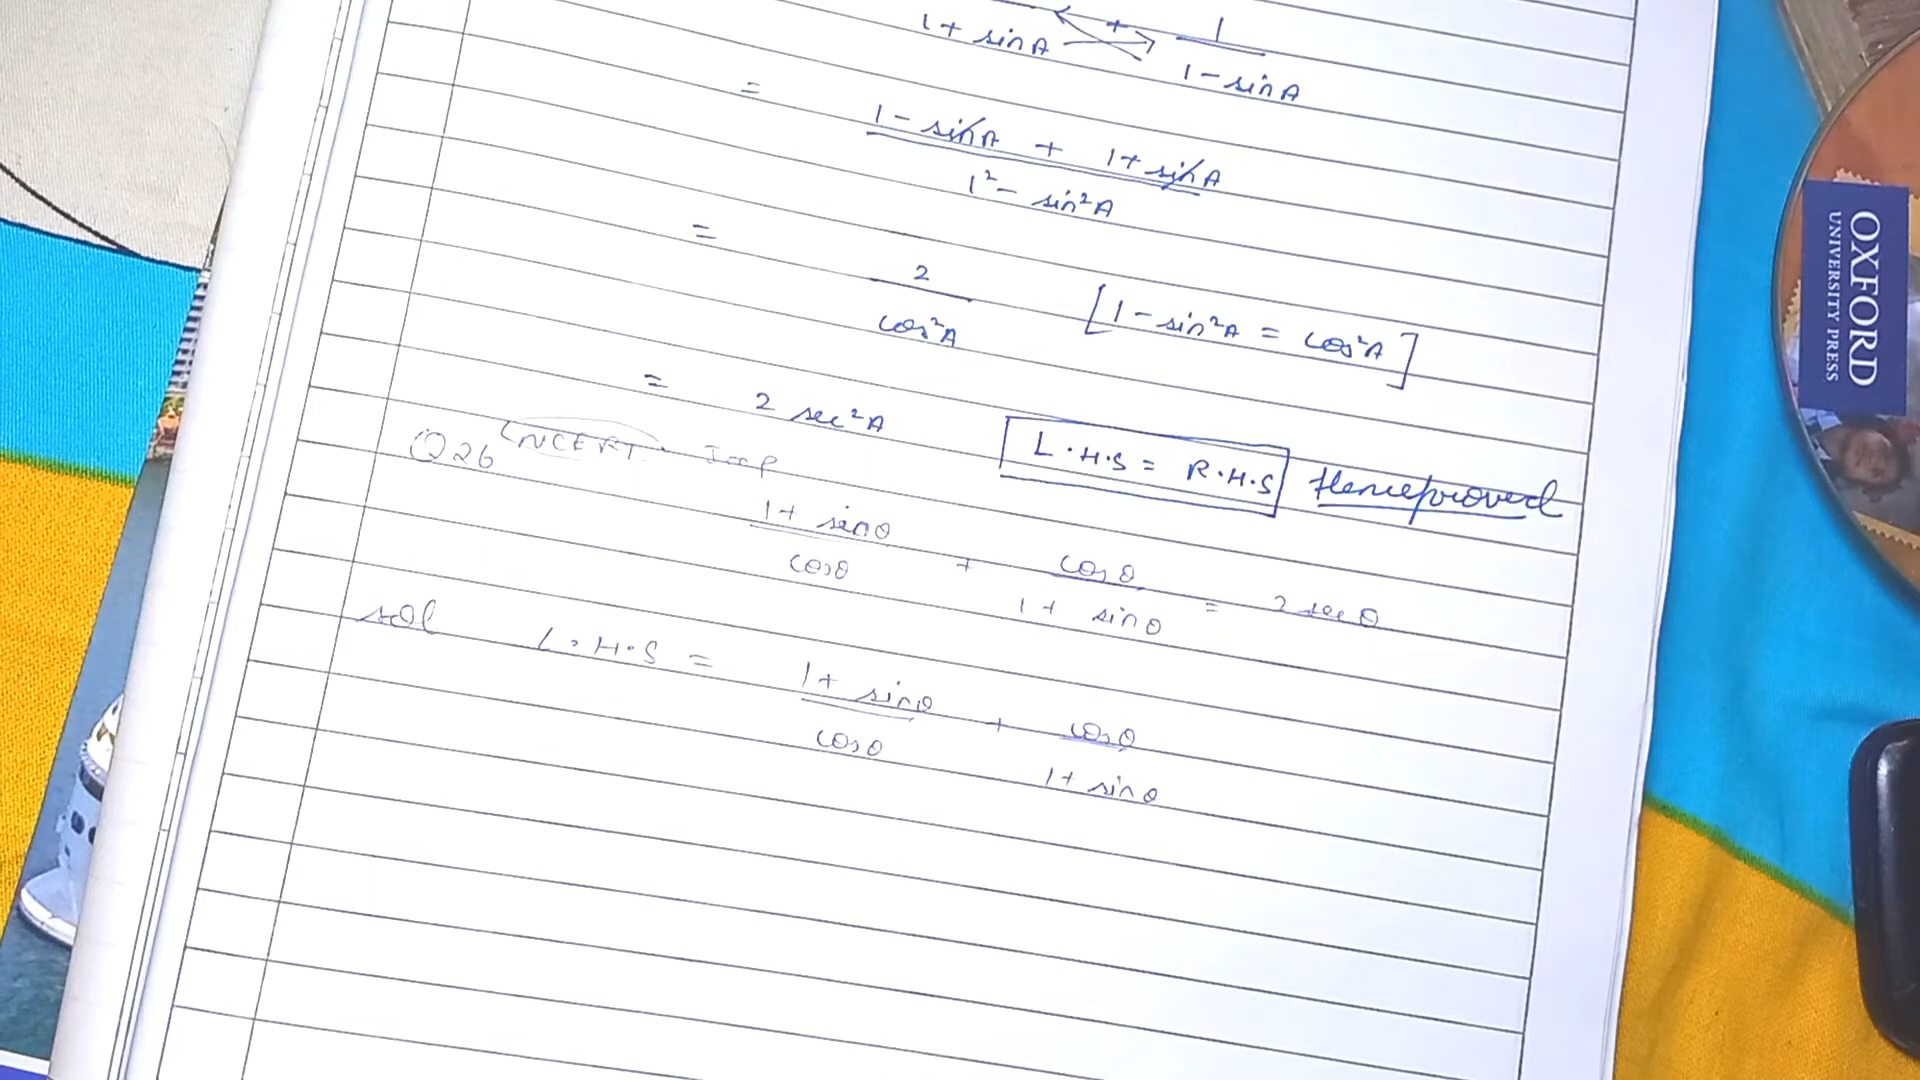 1 + sinA + 1
1 - sinA
= 1 - sinA + 1 + sinA
1² - sin²A
= 2 [1 - sin²A = cos²A]
cos²A
= 2 sec²A L.H.S = R.H.S Hence proved
Q26 NCERT Imp
1 + sinθ + cosθ = 2 secθ
cosθ 1 + sinθ
sol L.H.S = 1 + sinθ + cosθ
cosθ 1 + sinθ
OXFORD
UNIVERSITY PRESS